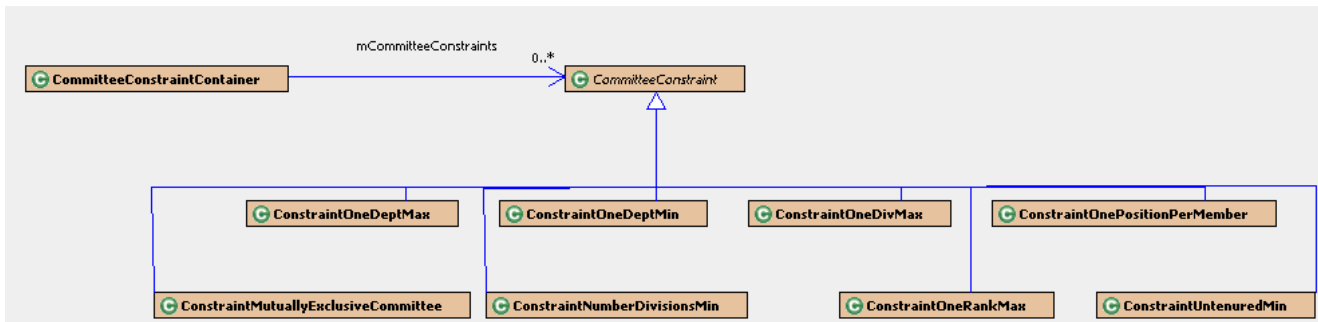 mCommitteeConstraints
0..*
CommitteeConstraintContainer
CommitteeConstraint
ConstraintOneDeptMax
ConstraintOneDeptMin
ConstraintOneDivMax
ConstraintOnePositionPerMember
ConstraintMutuallyExclusiveCommittee
ConstraintNumberDivisionsMin
ConstraintOneRankMax
ConstraintUntenuredMin